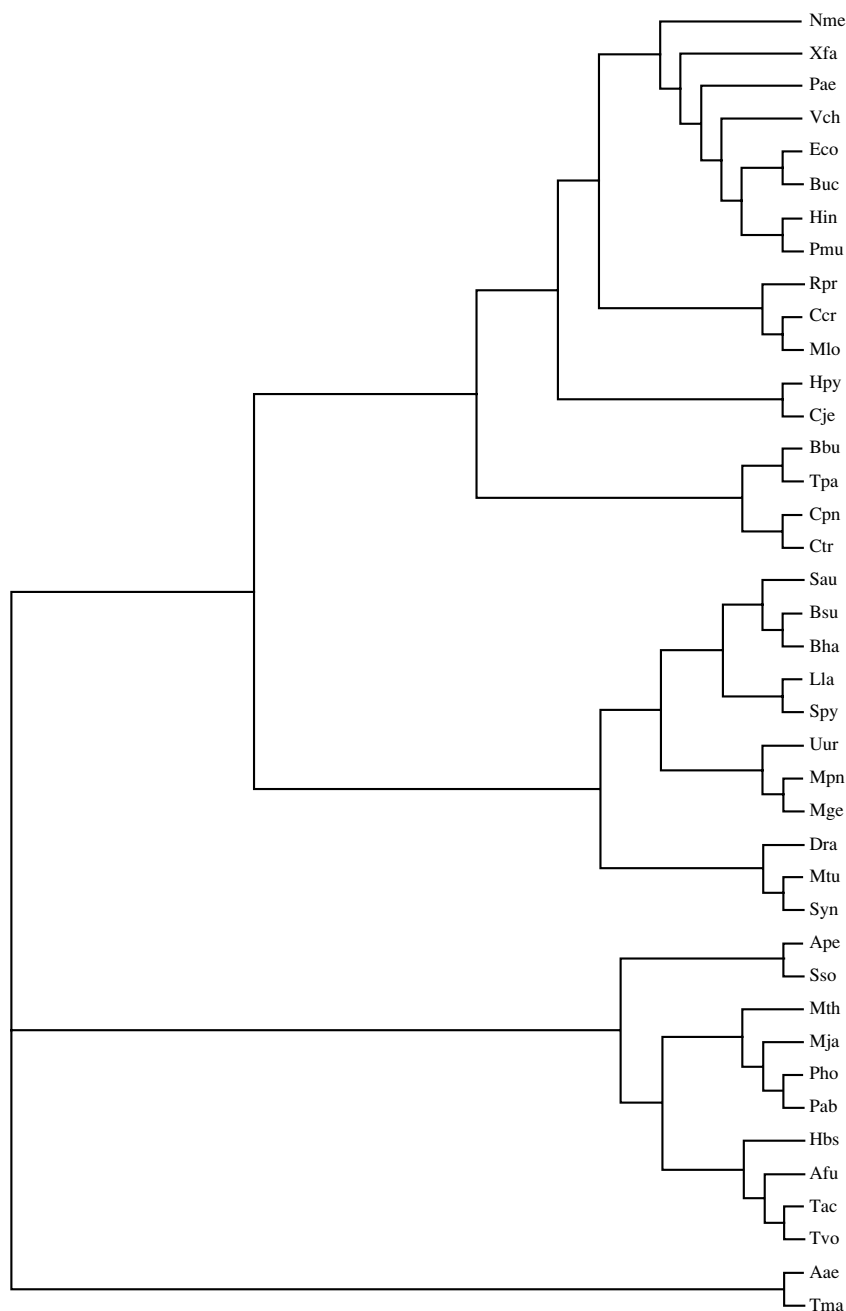 Nme
Xfa
Pae
Vch
Eco
Buc
Hin
Pmu
Rpr
Ccr
Mlo
Hpy
Cje
Bbu
Tpa
Cpn
Ctr
Sau
Bsu
Bha
Lla
Spy
Uur
Mpn
Mge
Dra
Mtu
Syn
Ape
Sso
Mth
Mja
Pho
Pab
Hbs
Afu
Tac
Tvo
Aae
Tma